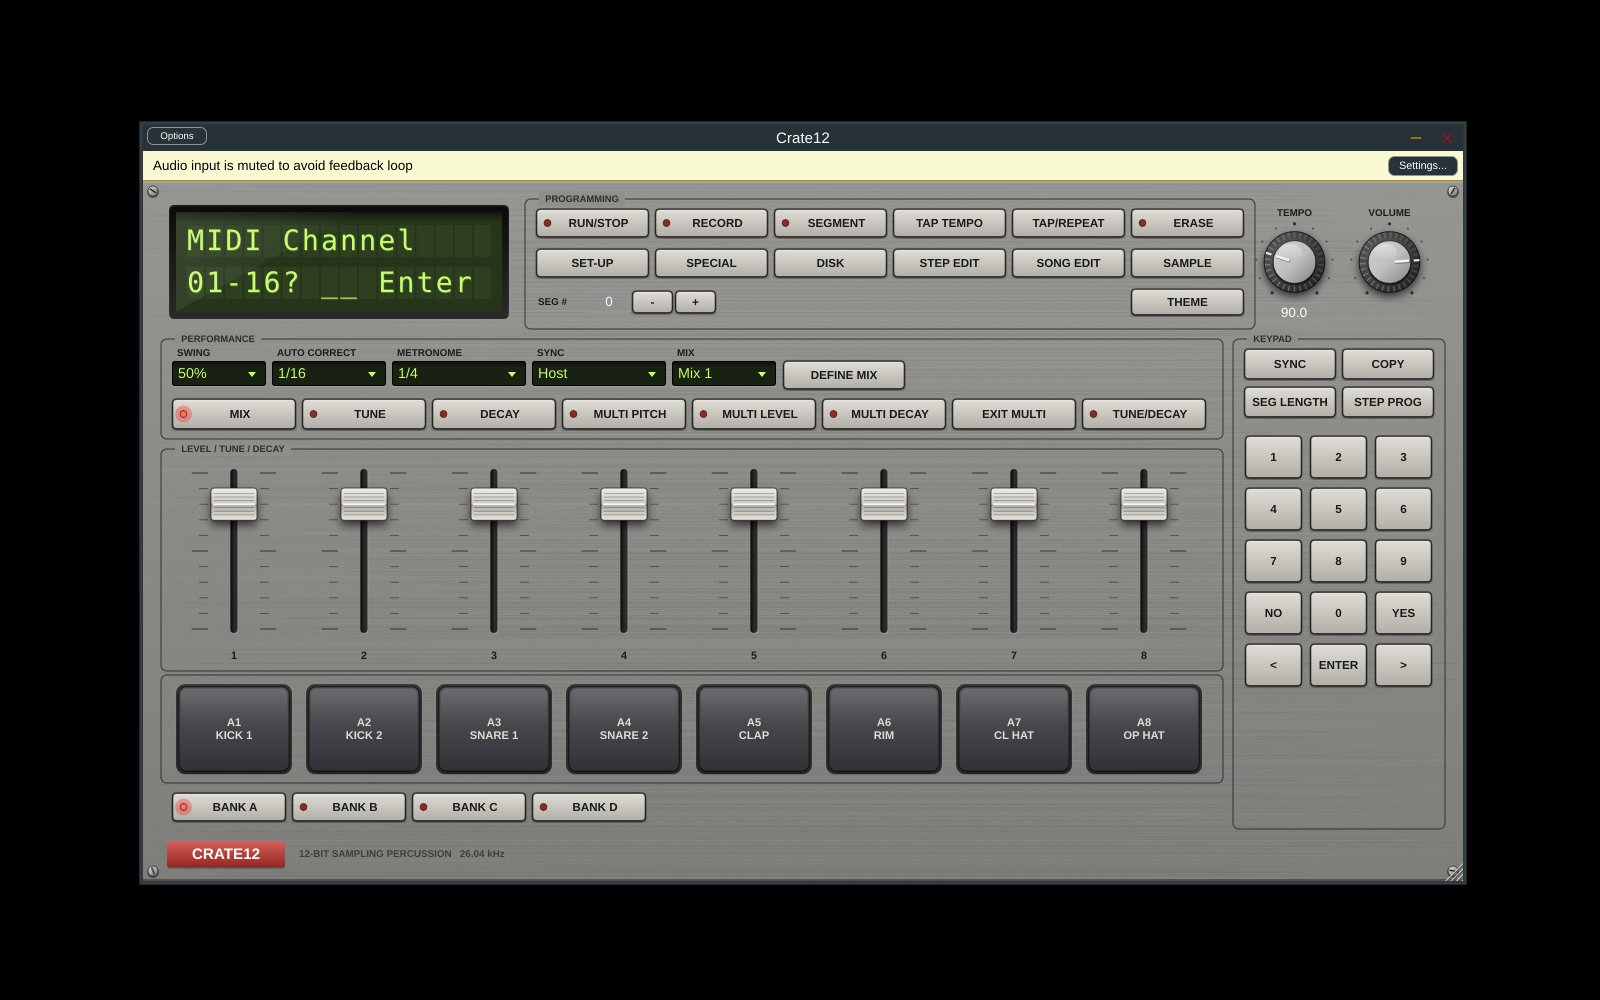 Options
Crate12
Audio input is muted to avoid feedback loop
Settings...
MIDI Channel
01-16? __ Enter
PROGRAMMING
RUN/STOP RECORD SEGMENT TAP TEMPO TAP/REPEAT ERASE
SET-UP SPECIAL DISK STEP EDIT SONG EDIT SAMPLE
SEG # 0 - + THEME
TEMPO VOLUME
90.0
PERFORMANCE
SWING AUTO CORRECT METRONOME SYNC MIX
50% 1/16 1/4 Host Mix 1 DEFINE MIX
MIX TUNE DECAY MULTI PITCH MULTI LEVEL MULTI DECAY EXIT MULTI TUNE/DECAY
LEVEL / TUNE / DECAY
1 2 3 4 5 6 7 8
A1 A2 A3 A4 A5 A6 A7 A8
KICK 1 KICK 2 SNARE 1 SNARE 2 CLAP RIM CL HAT OP HAT
BANK A BANK B BANK C BANK D
CRATE12 12-BIT SAMPLING PERCUSSION 26.04 kHz
KEYPAD
SYNC COPY
SEG LENGTH STEP PROG
1 2 3
4 5 6
7 8 9
NO 0 YES
< ENTER >